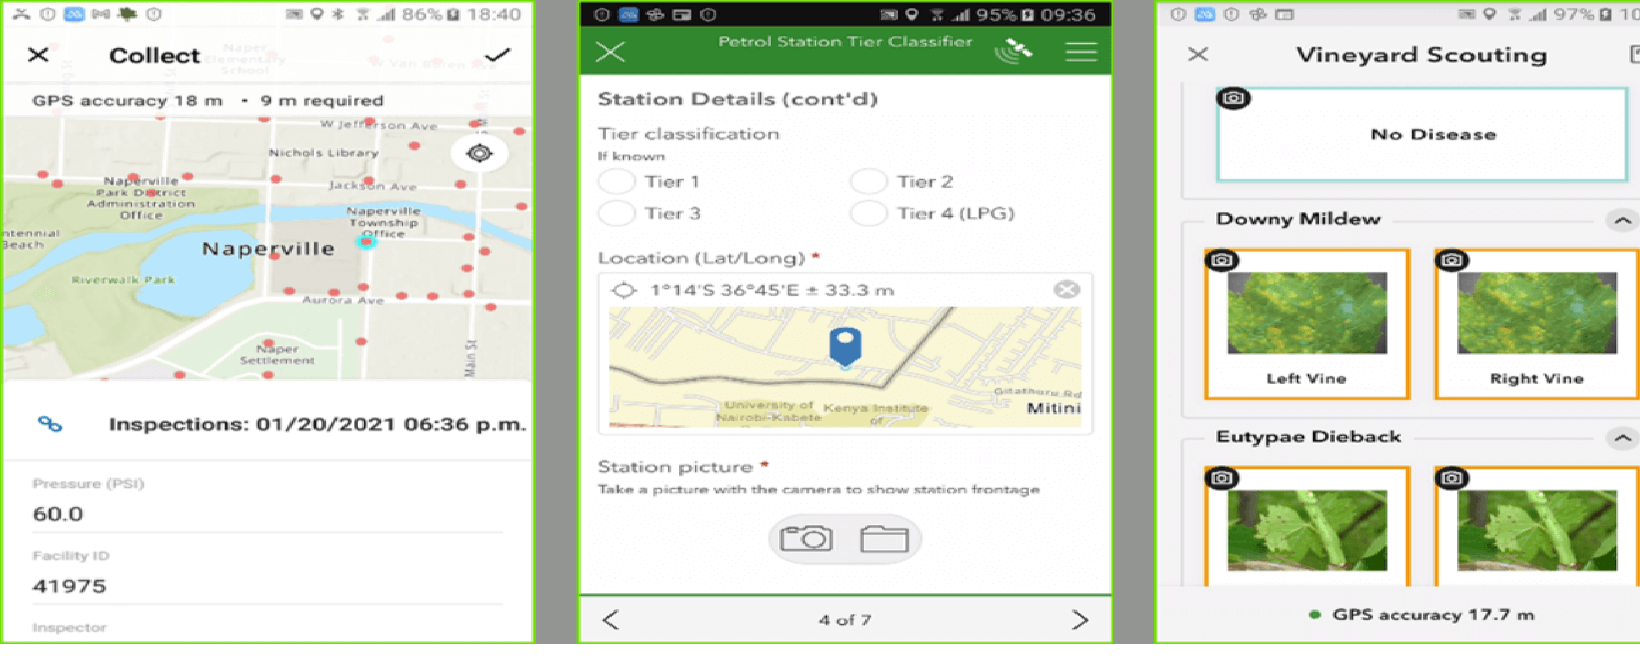 86% 18:40
Collect
Naper
Elementary
School
W Van Buren Ave
GPS accuracy 18 m • 9 m required
W Jefferson Ave
Nichols Library
Jackson Ave
Naperville
Park District
Administration
Office
Naperville
Township
Office
ntennial
Beach
Naperville
Riverwalk Park
Aurora Ave
Naper
Settlement
Main St
Inspections: 01/20/2021 06:36 p.m.
Pressure (PSI)
60.0
Facility ID
41975
Inspector
95% 09:36
Petrol Station Tier Classifier
Station Details (cont'd)
Tier classification
If known
Tier 1 Tier 2
Tier 3 Tier 4 (LPG)
Location (Lat/Long) *
1°14'S 36°45'E ± 33.3 m
Gitathuru Rd
University of
Nairobi-Kabete
Kenya Institute
of
Mitini
Station picture *
Take a picture with the camera to show station frontage
4 of 7
97% 10
Vineyard Scouting
No Disease
Downy Mildew
Left Vine Right Vine
Eutypae Dieback
GPS accuracy 17.7 m